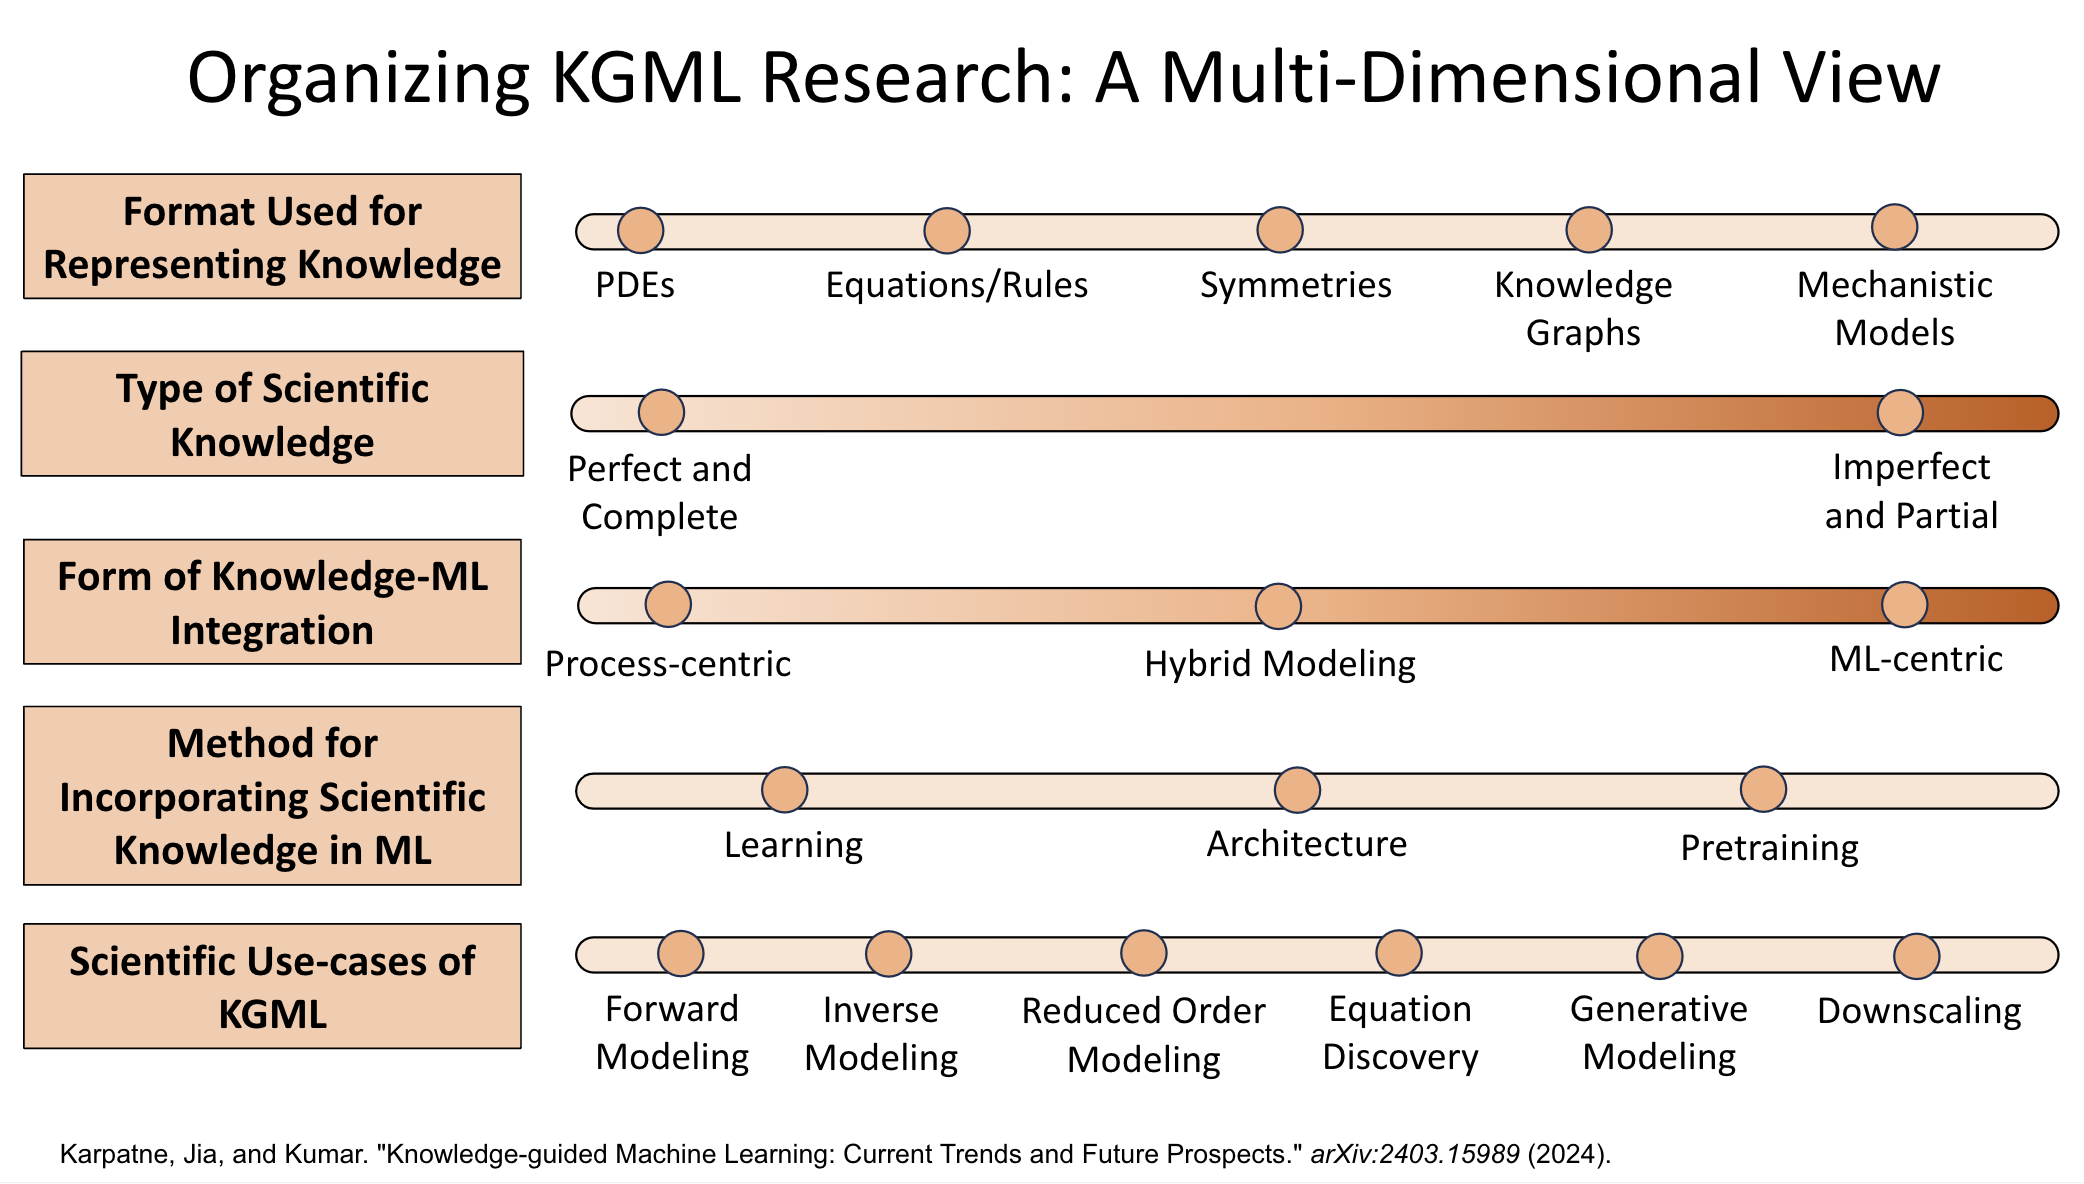 Organizing KGML Research: A Multi-Dimensional View
Format Used for
Representing Knowledge
PDEs
Equations/Rules
Symmetries
Knowledge
Graphs
Mechanistic
Models
Type of Scientific
Knowledge
Perfect and
Complete
Imperfect
and Partial
Form of Knowledge-ML
Integration
Process-centric
Hybrid Modeling
ML-centric
Method for
Incorporating Scientific
Knowledge in ML
Learning
Architecture
Pretraining
Scientific Use-cases of
KGML
Forward
Modeling
Inverse
Modeling
Reduced Order
Modeling
Equation
Discovery
Generative
Modeling
Downscaling
Karpatne, Jia, and Kumar. "Knowledge-guided Machine Learning: Current Trends and Future Prospects." arXiv:2403.15989 (2024).